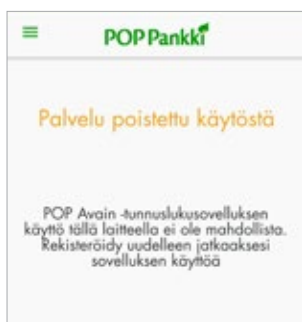 POP Pankki
Palvelu poistettu käytöstä
POP Avain -tunnuslukusovelluksen
käyttö tällä laitteella ei ole mahdollista.
Rekisteröidy uudelleen jatkaaksesi
sovelluksen käyttöä